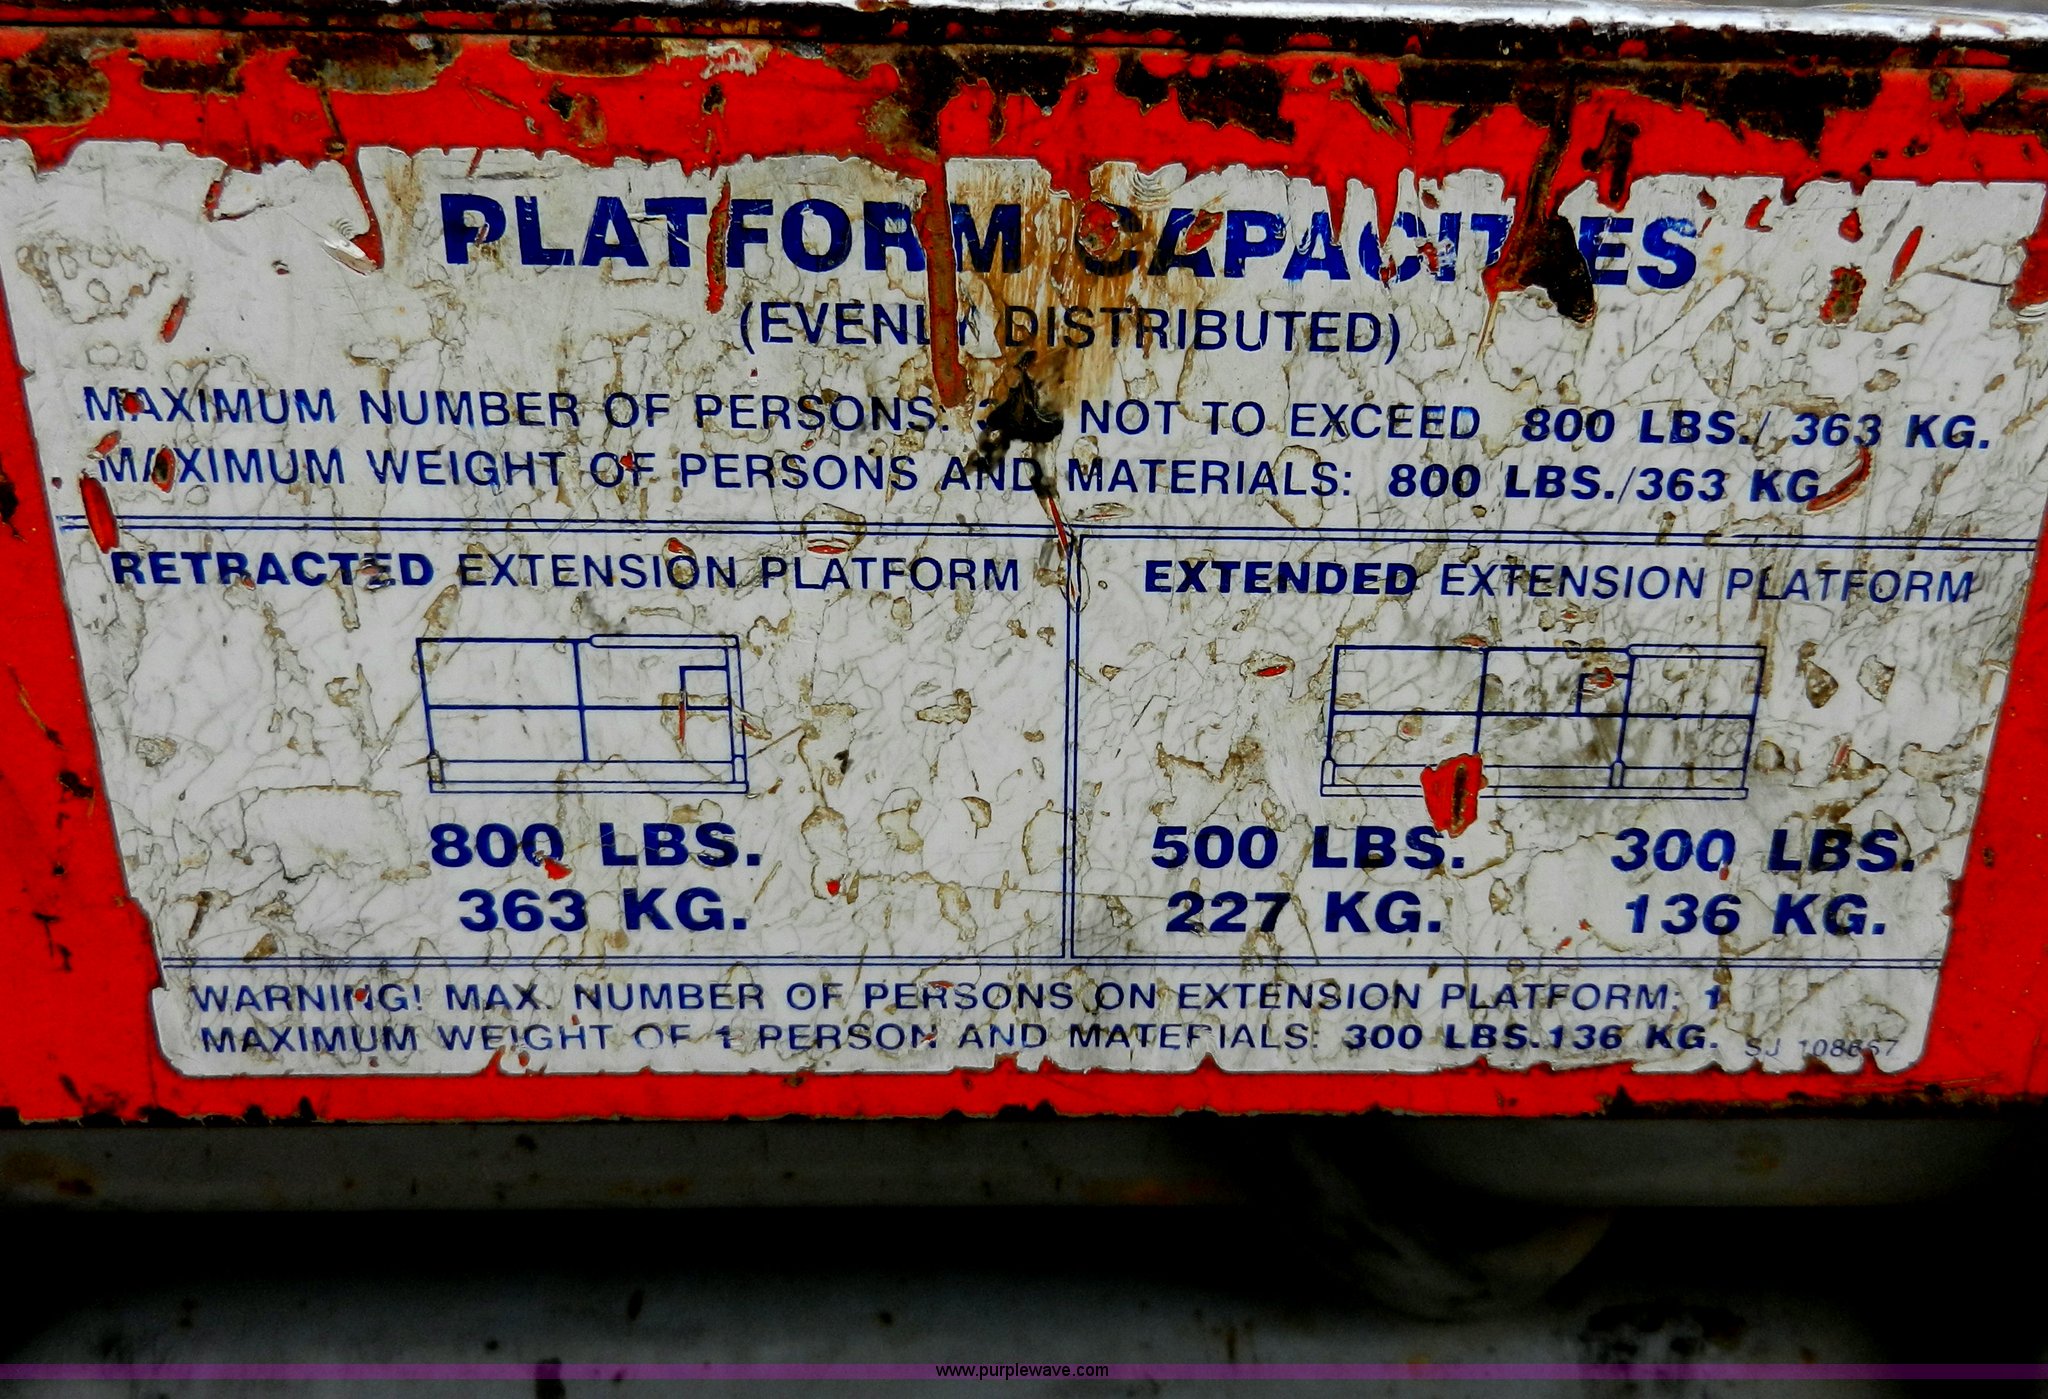 PLATFORM CAPACITIES
(EVENLY DISTRIBUTED)
MAXIMUM NUMBER OF PERSONS: NOT TO EXCEED 800 LBS./ 363 KG.
MAXIMUM WEIGHT OF PERSONS AND MATERIALS: 800 LBS./363 KG
RETRACTED EXTENSION PLATFORM
800 LBS.
363 KG.
EXTENDED EXTENSION PLATFORM
500 LBS. 300 LBS.
227 KG. 136 KG.
WARNING! MAX. NUMBER OF PERSONS ON EXTENSION PLATFORM: 1
MAXIMUM WEIGHT OF 1 PERSON AND MATERIALS: 300 LBS.136 KG.
SJ
www.purplewave.com